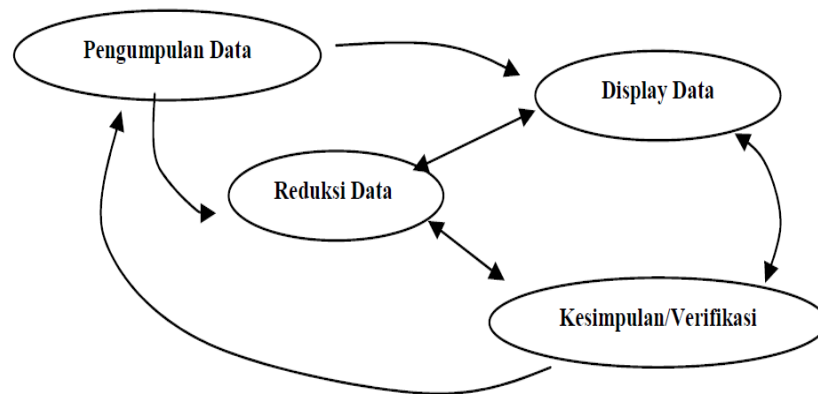 Pengumpulan Data
Display Data
Reduksi Data
Kesimpulan/Verifikasi